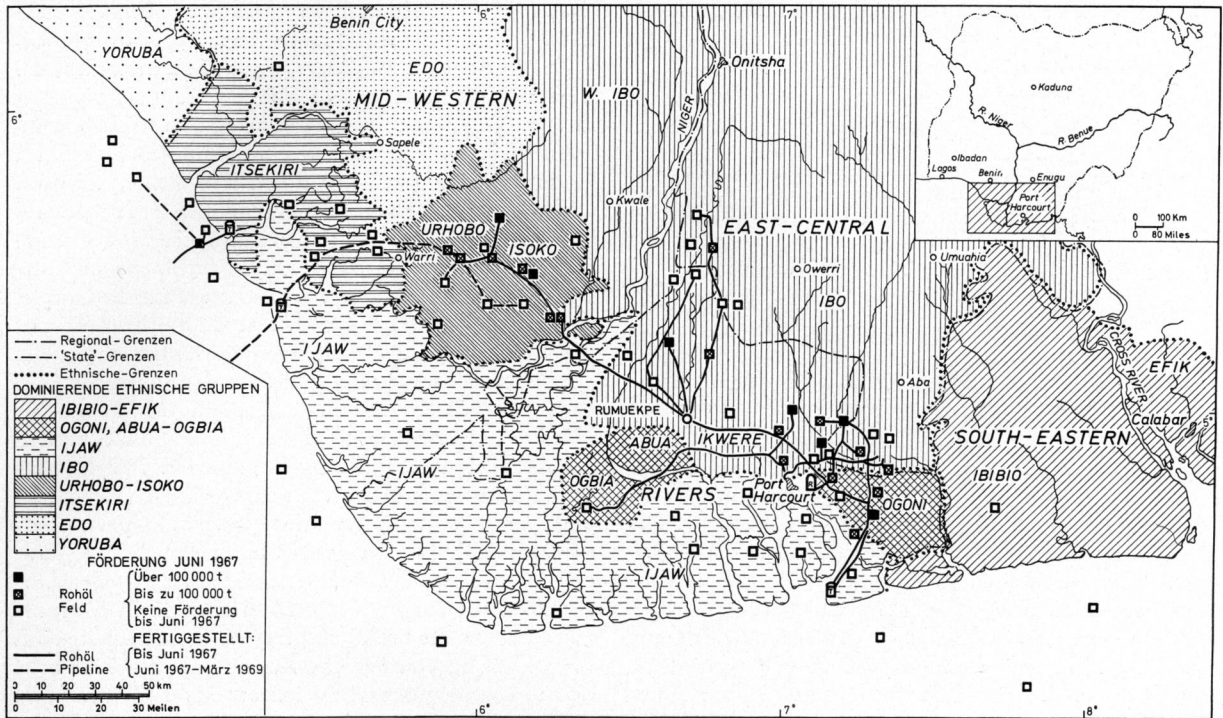 6°
7°
Benin City
YORUBA
EDO
MID-WESTERN
W. IBO
NIGER
Onitsha
6°
Sapele
ITSEKIRI
Kwale
URHOBO
ISOKO
EAST-CENTRAL
Warri
Owerri
Umuahia
IBO
IJAW
Aba
CROSS RIVER
EFIK
Calabar
RUMUEKPE
IKWERE
ABUA
SOUTH-EASTERN
IJAW
OGBIA
RIVERS
Port
Harcourt
OGONI
IBIBIO
IJAW
6°
7°
8°
Kaduna
R. Niger
R. Benue
Ibadan
Lagos
Benin
Enugu
Port
Harcourt
0 100 Km
0 80 Miles
Regional-Grenzen
'State'-Grenzen
Ethnische-Grenzen
DOMINIERENDE ETHNISCHE GRUPPEN
IBIBIO-EFIK
OGONI, ABUA-OGBIA
IJAW
IBO
URHOBO-ISOKO
ITSEKIRI
EDO
YORUBA
FÖRDERUNG JUNI 1967
Über 100 000 t
Rohöl Bis zu 100 000 t
Feld Keine Förderung
bis Juni 1967
FERTIGGESTELLT:
Rohöl Bis Juni 1967
Pipeline Juni 1967-März 1969
0 10 20 30 40 50 km
0 10 20 30 Meilen